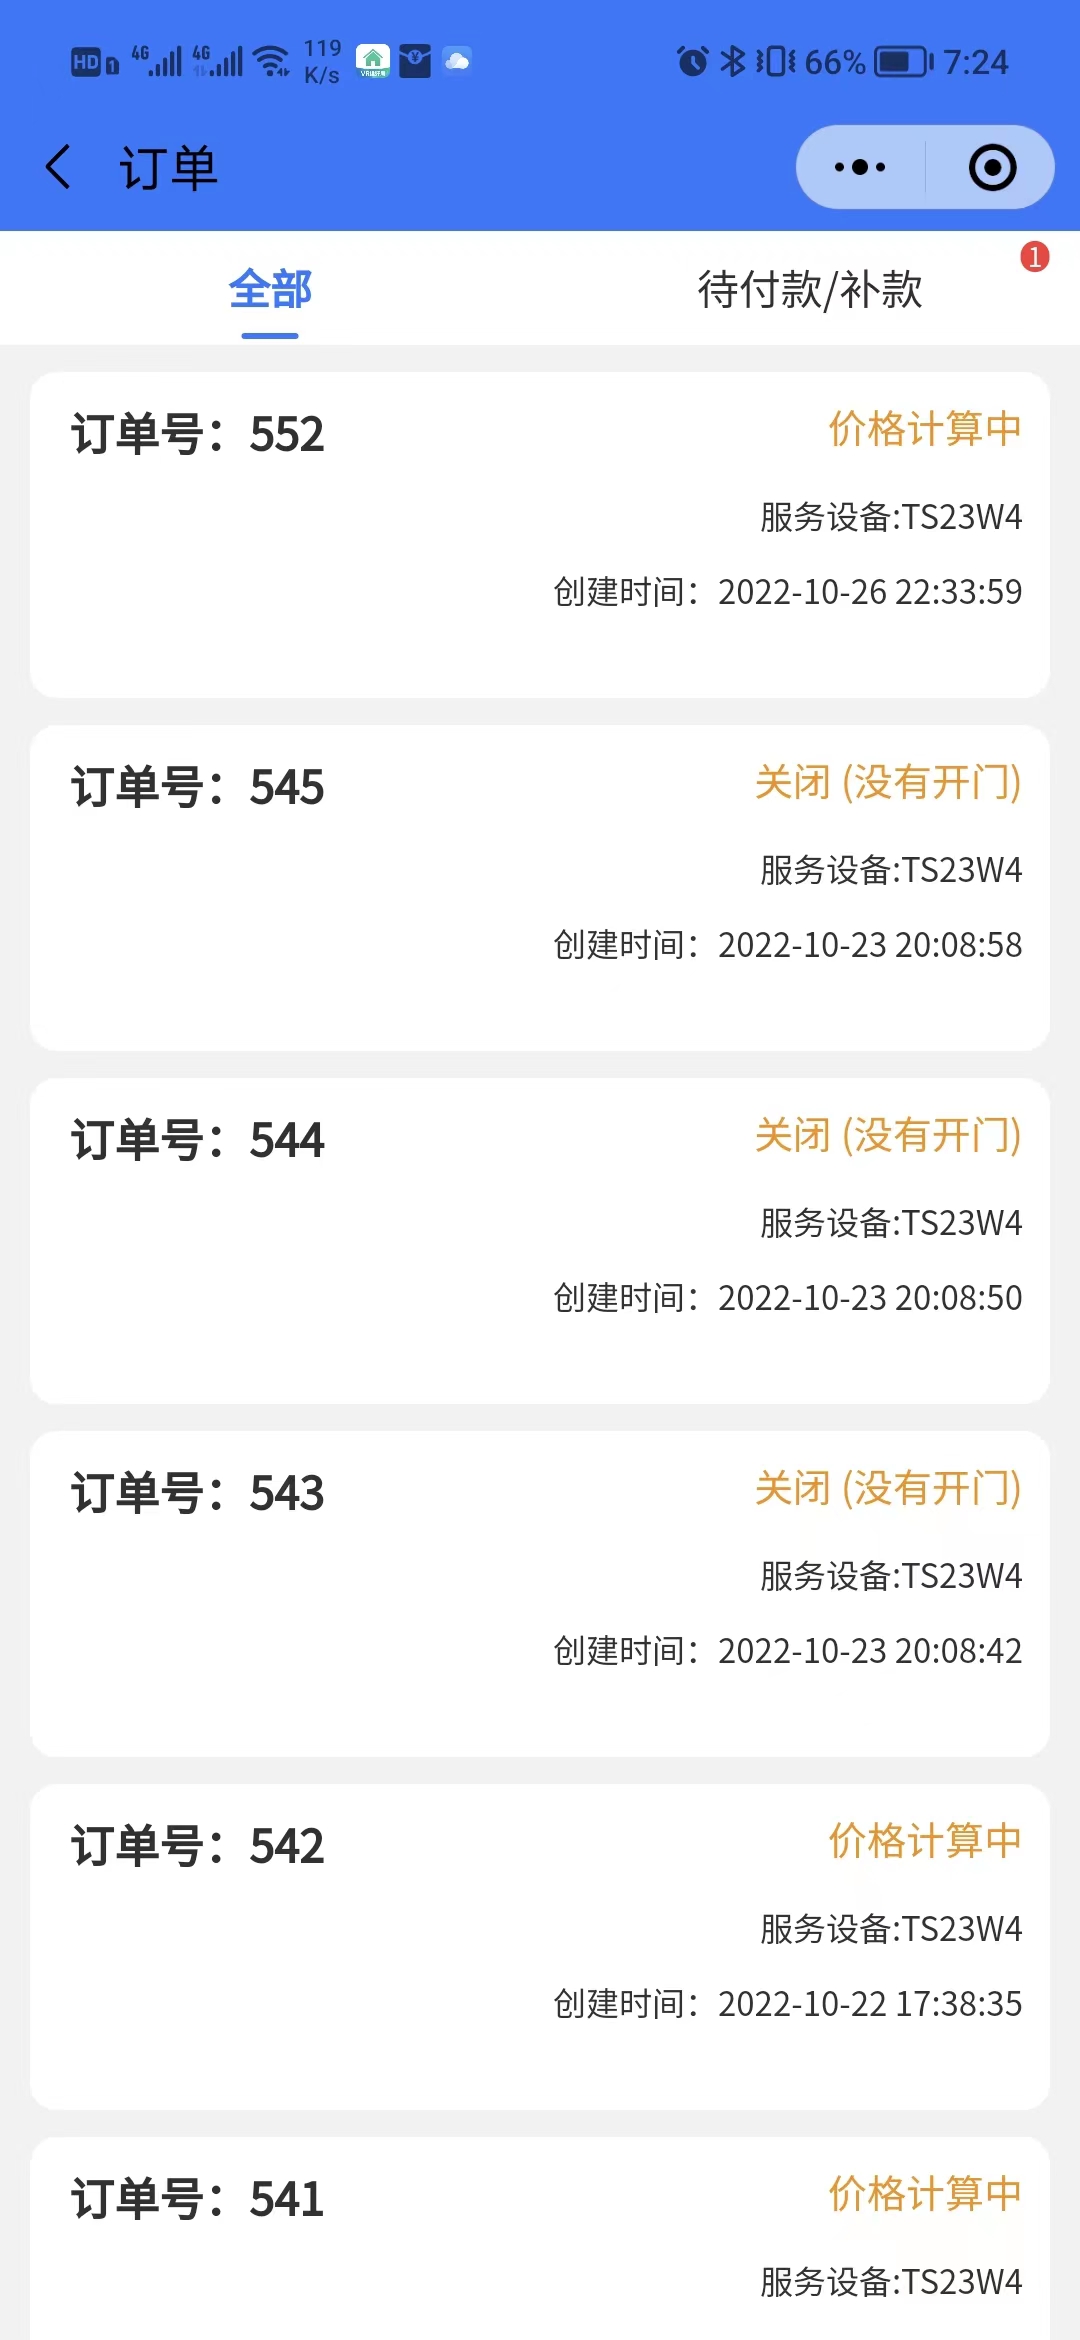 HD 1 4G 4G 119 K/s 66% 7:24
订单
全部
待付款/补款
1
订单号：552
价格计算中
服务设备:TS23W4
创建时间：2022-10-26 22:33:59
订单号：545
关闭 (没有开门)
服务设备:TS23W4
创建时间：2022-10-23 20:08:58
订单号：544
关闭 (没有开门)
服务设备:TS23W4
创建时间：2022-10-23 20:08:50
订单号：543
关闭 (没有开门)
服务设备:TS23W4
创建时间：2022-10-23 20:08:42
订单号：542
价格计算中
服务设备:TS23W4
创建时间：2022-10-22 17:38:35
订单号：541
价格计算中
服务设备:TS23W4